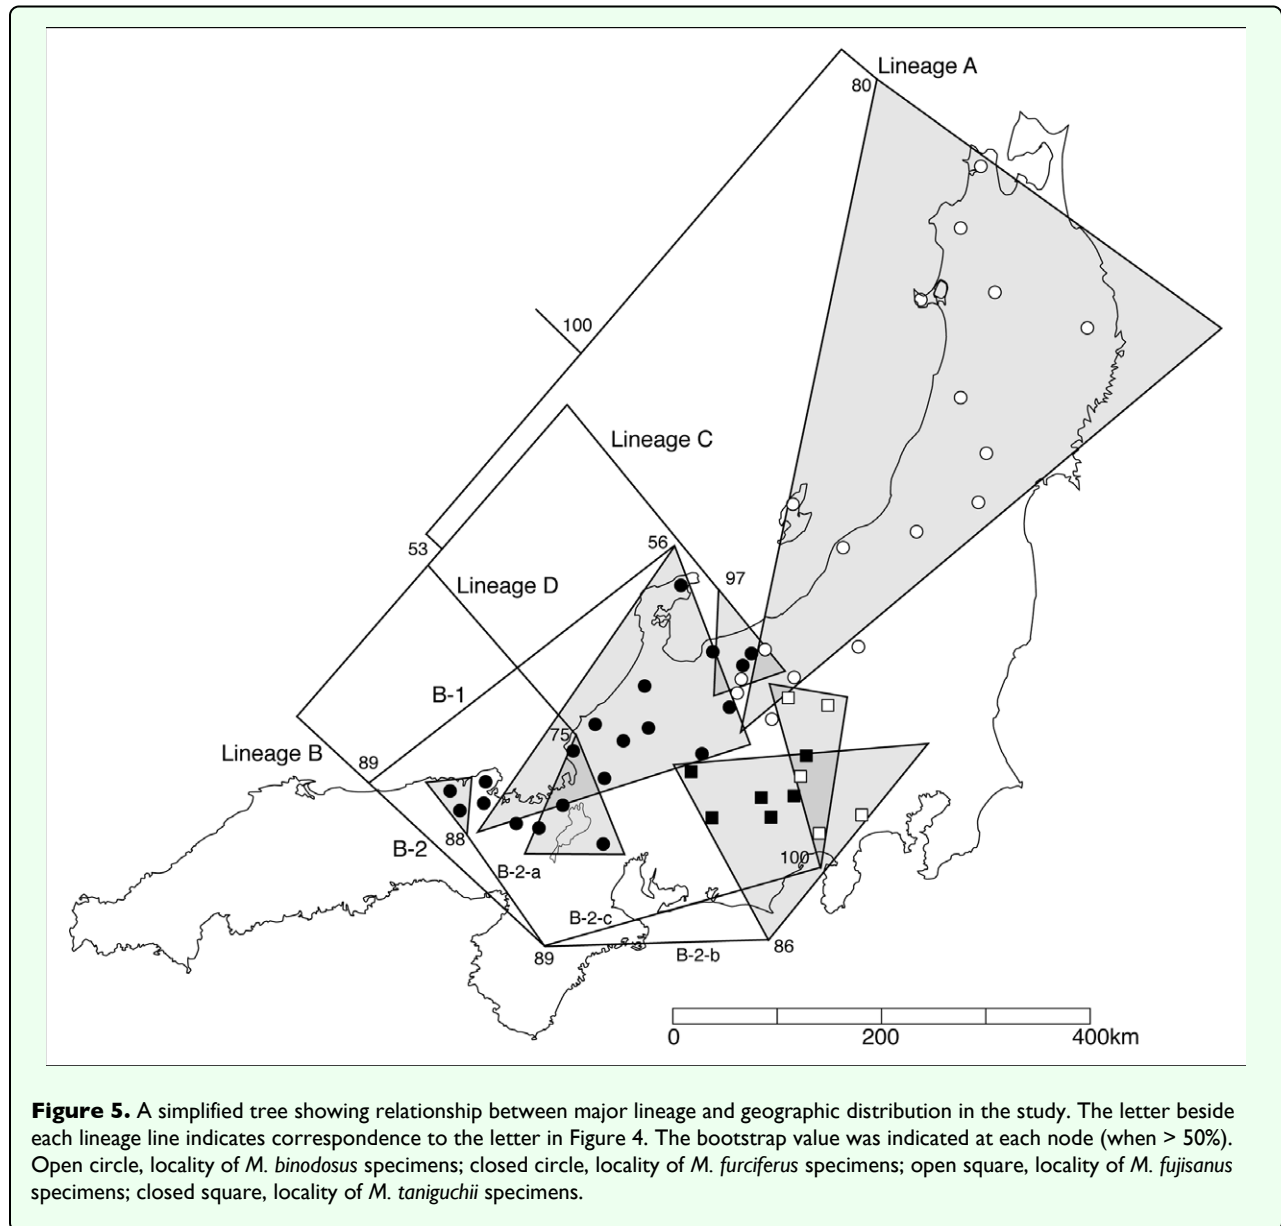 Lineage A
80
100
Lineage C
53
56
97
Lineage D
B-1
75
Lineage B
89
88
B-2
B-2-a
100
B-2-c
89
B-2-b
86
0
200
400km
Figure 5. A simplified tree showing relationship between major lineage and geographic distribution in the study. The letter beside
each lineage line indicates correspondence to the letter in Figure 4. The bootstrap value was indicated at each node (when > 50%).
Open circle, locality of M. binodosus specimens; closed circle, locality of M. furciferus specimens; open square, locality of M. fujisanus
specimens; closed square, locality of M. taniguchii specimens.